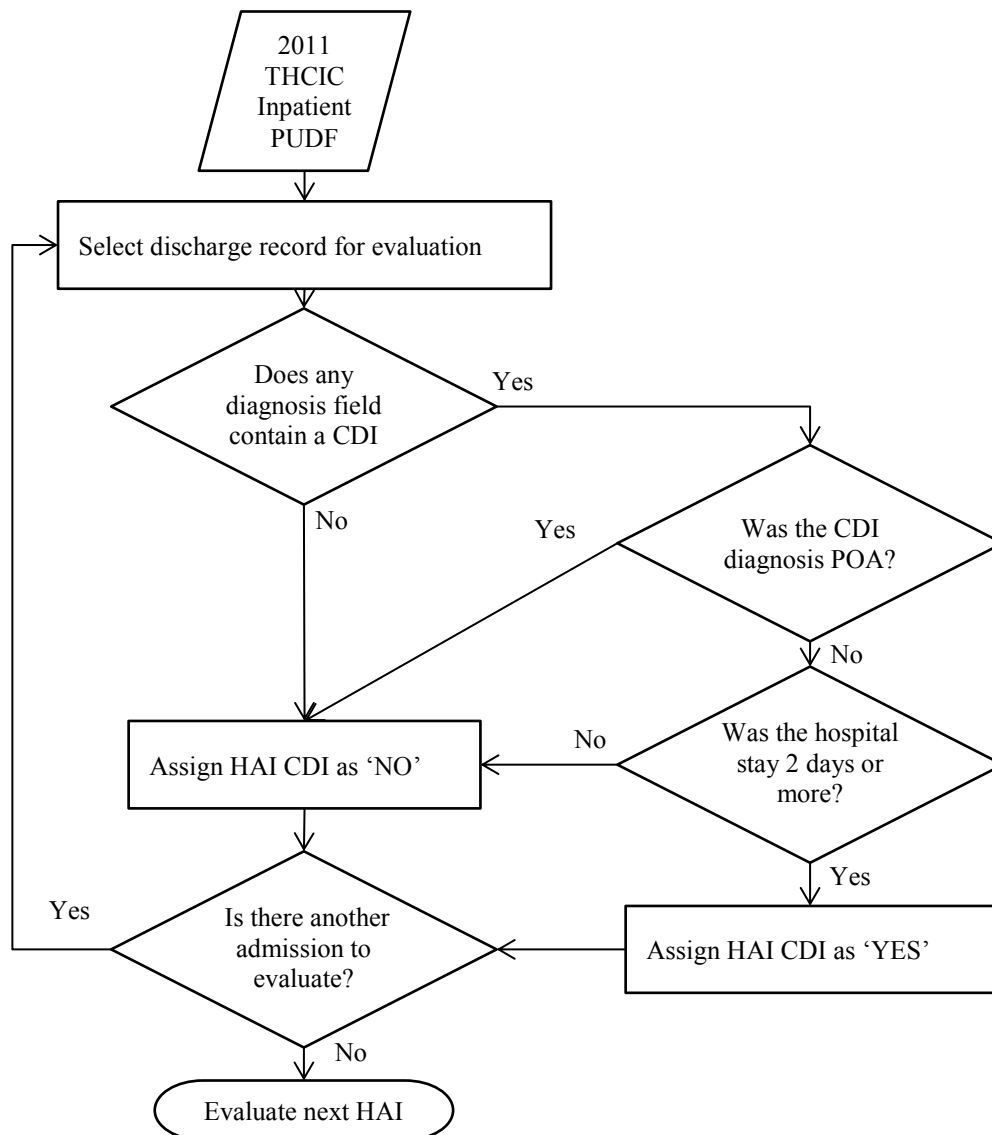 2011
THCIC
Inpatient
PUDF
Select discharge record for evaluation
Does any
diagnosis field
contain a CDI
Yes
No
Was the CDI
diagnosis POA?
Yes
No
Was the hospital
stay 2 days or
more?
No
Yes
Assign HAI CDI as ‘NO’
Assign HAI CDI as ‘YES’
Is there another
admission to
evaluate?
Yes
No
Evaluate next HAI